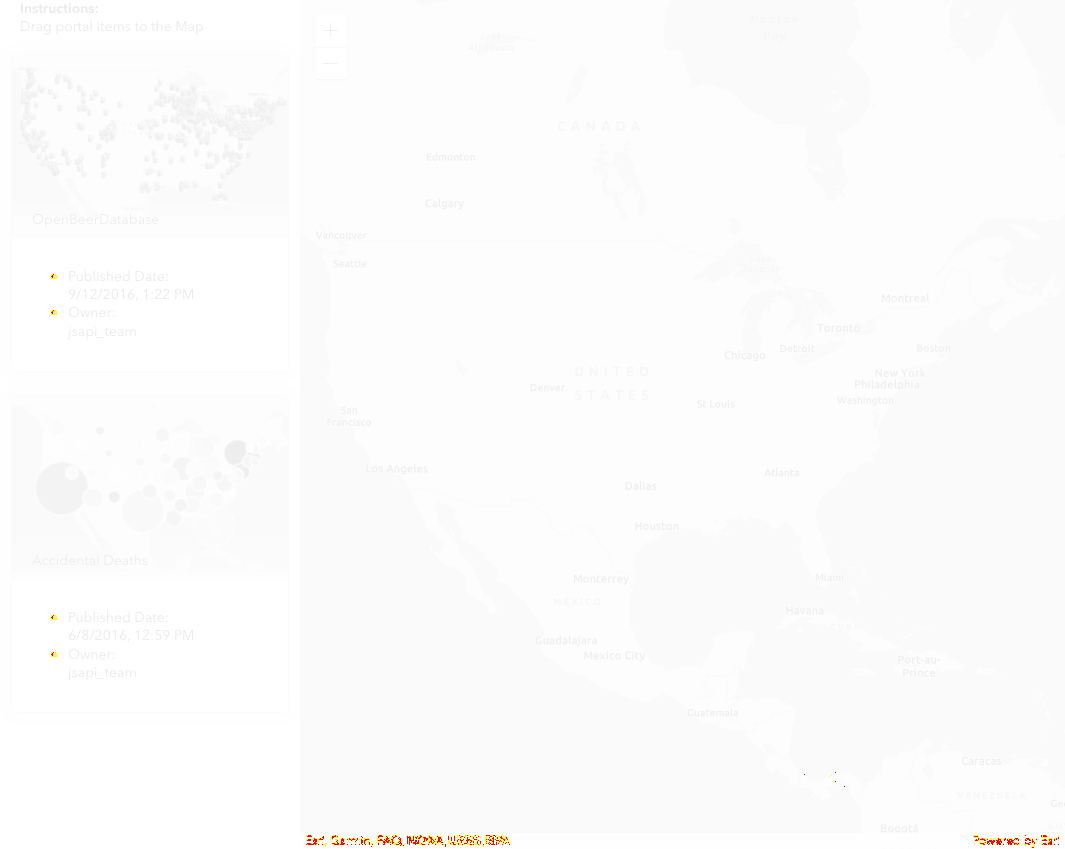 Instructions:
Drag portal items to the Map
OpenBeerDatabase
Published Date:
9/12/2016, 1:22 PM
Owner:
jsapi_team
Accidental Deaths
Published Date:
6/8/2016, 12:59 PM
Owner:
jsapi_team
+
−
CANADA
Edmonton
Calgary
Vancouver
Seattle
Montreal
Toronto
Boston
Chicago
Detroit
New York
Philadelphia
Washington
UNITED
STATES
Denver
St Louis
San
Francisco
Los Angeles
Atlanta
Dallas
Houston
Monterrey
Miami
MÉXICO
Havana
CUBA
Guadalajara
Mexico City
Port-au-
Prince
Guatemala
Caracas
VENEZUELA
Bogotá
Esri, Garmin, FAO, NOAA, USGS, EPA
Powered by Esri